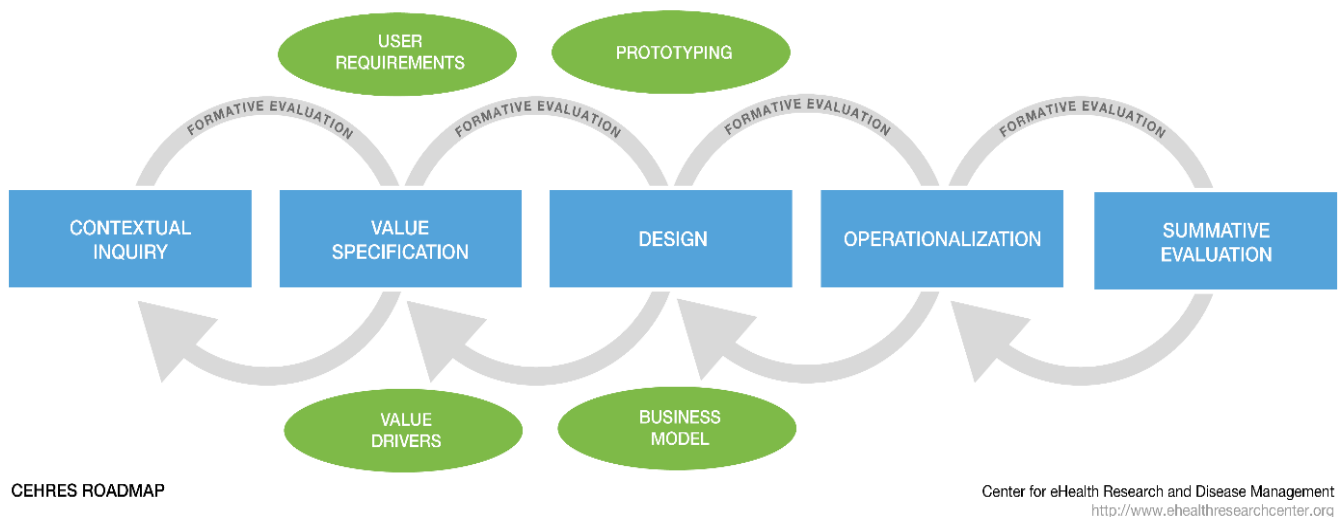 USER
REQUIREMENTS
PROTOTYPING
FORMATIVE EVALUATION
FORMATIVE EVALUATION
FORMATIVE EVALUATION
FORMATIVE EVALUATION
CONTEXTUAL
INQUIRY
VALUE
SPECIFICATION
DESIGN
OPERATIONALIZATION
SUMMATIVE
EVALUATION
VALUE
DRIVERS
BUSINESS
MODEL
CEHRES ROADMAP
Center for eHealth Research and Disease Management
http://www.ehealthresearchcenter.org